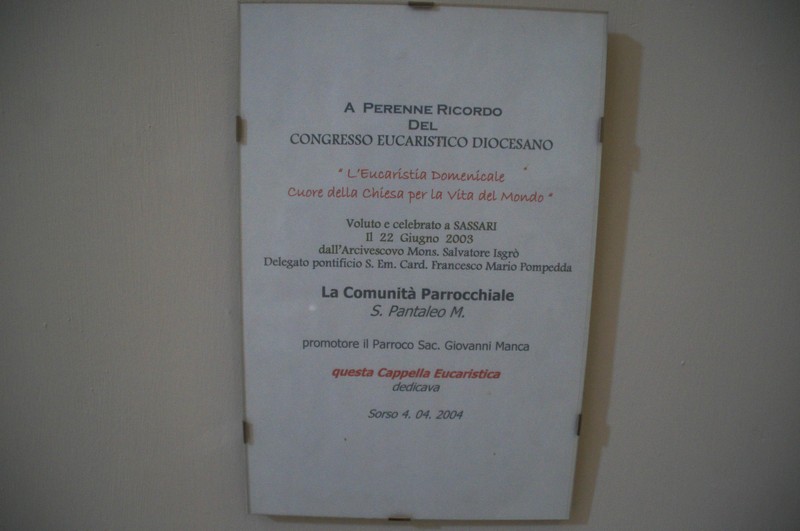 A PERENNE RICORDO
DEL
CONGRESSO EUCARISTICO DIOCESANO
" L'Eucaristia Domenicale
Cuore della Chiesa per la Vita del Mondo "
Voluto e celebrato a SASSARI
Il 22 Giugno 2003
dall'Arcivescovo Mons. Salvatore Isgrò
Delegato pontificio S. Em. Card. Francesco Mario Pompedda
La Comunità Parrocchiale
S. Pantaleo M.
promotore il Parroco Sac. Giovanni Manca
questa Cappella Eucaristica
dedicava
Sorso 4. 04. 2004